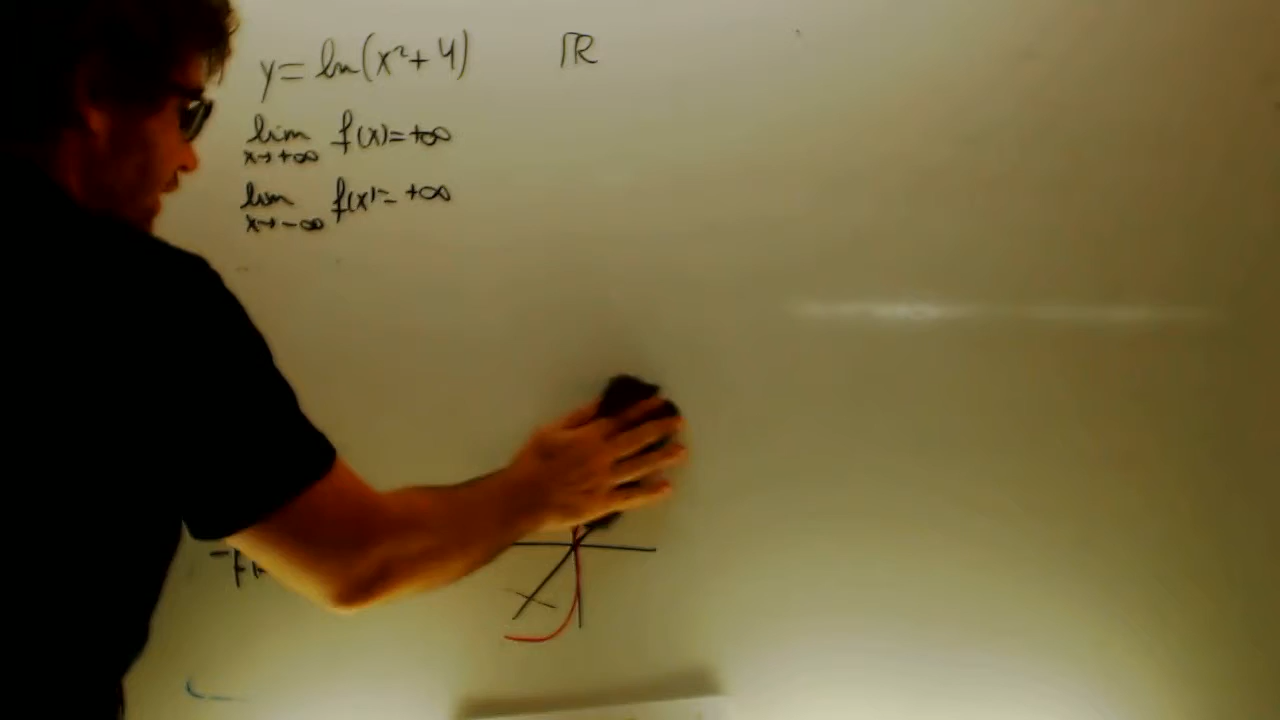 y = ln(x²+4) ℝ
lim f(x) = +∞
x→+∞
lim f(x) = +∞
x→-∞